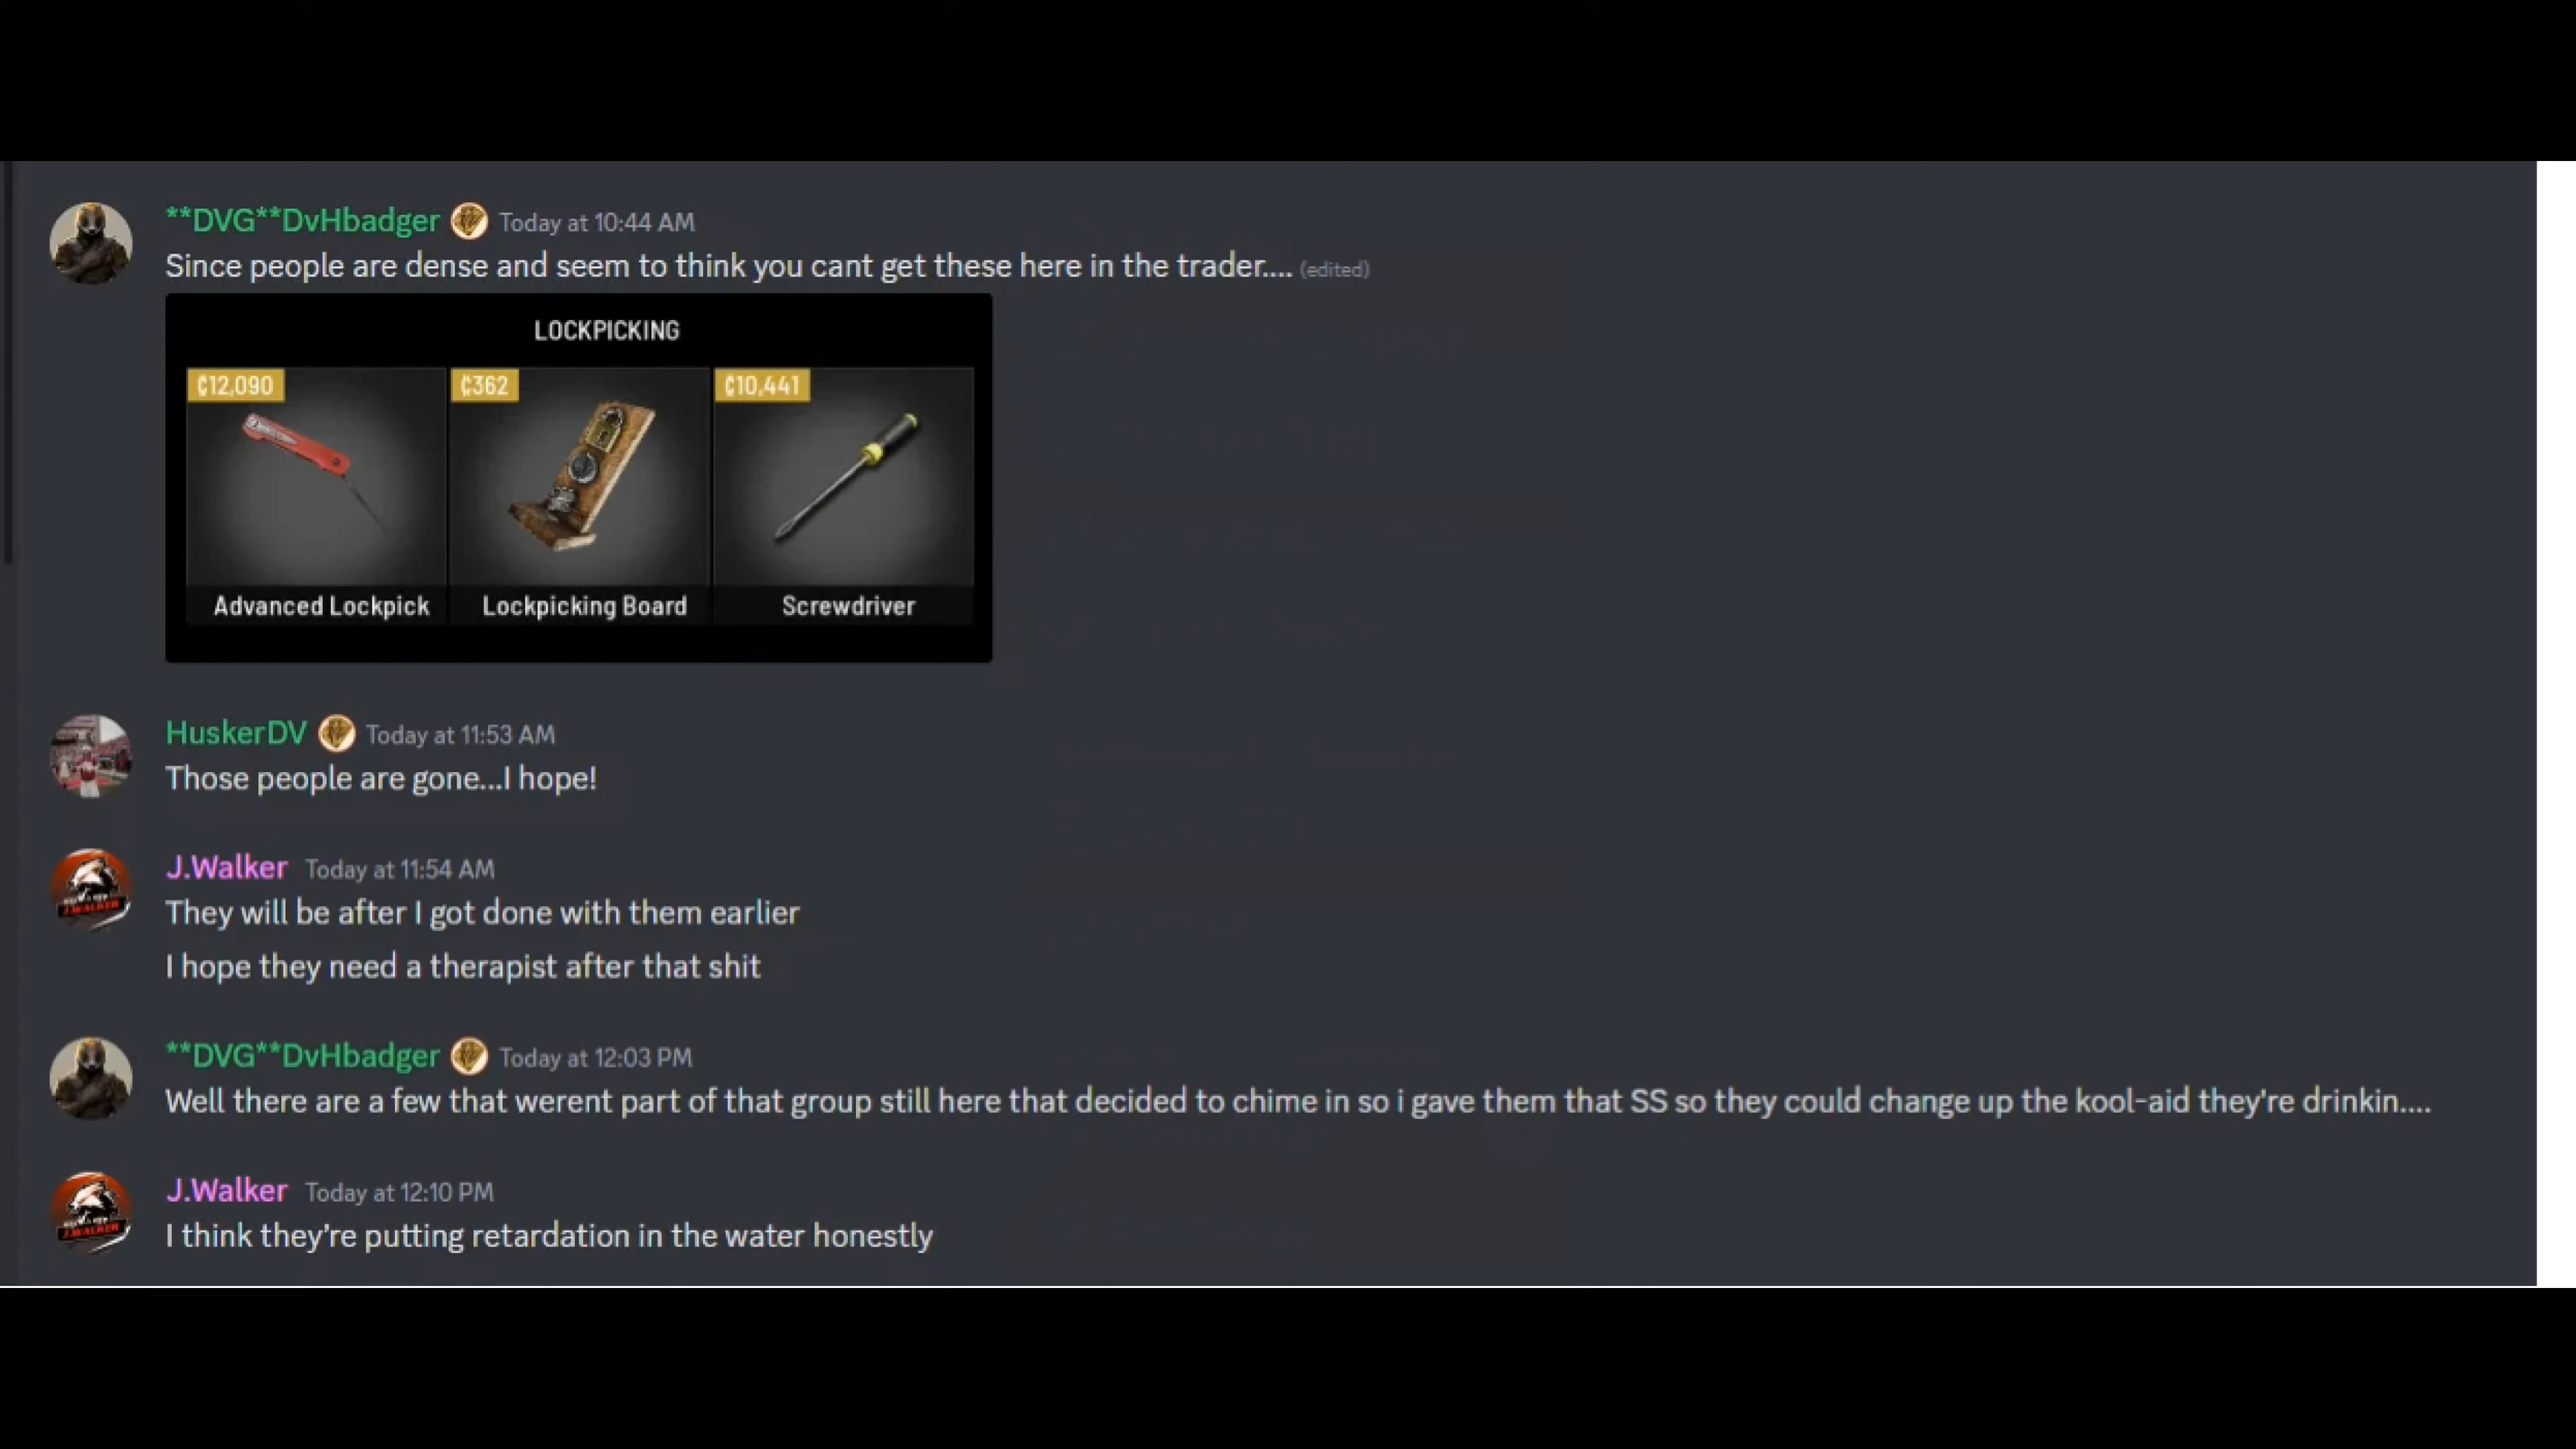 **DVG**DvHbadger Today at 10:44 AM
Since people are dense and seem to think you cant get these here in the trader.... (edited)
LOCKPICKING
₵12,090 ₵362 ₵10,441
Advanced Lockpick Lockpicking Board Screwdriver
HuskerDV Today at 11:53 AM
Those people are gone...I hope!
J.Walker Today at 11:54 AM
They will be after I got done with them earlier
I hope they need a therapist after that shit
**DVG**DvHbadger Today at 12:03 PM
Well there are a few that werent part of that group still here that decided to chime in so i gave them that SS so they could change up the kool-aid they're drinkin....
J.Walker Today at 12:10 PM
I think they're putting retardation in the water honestly